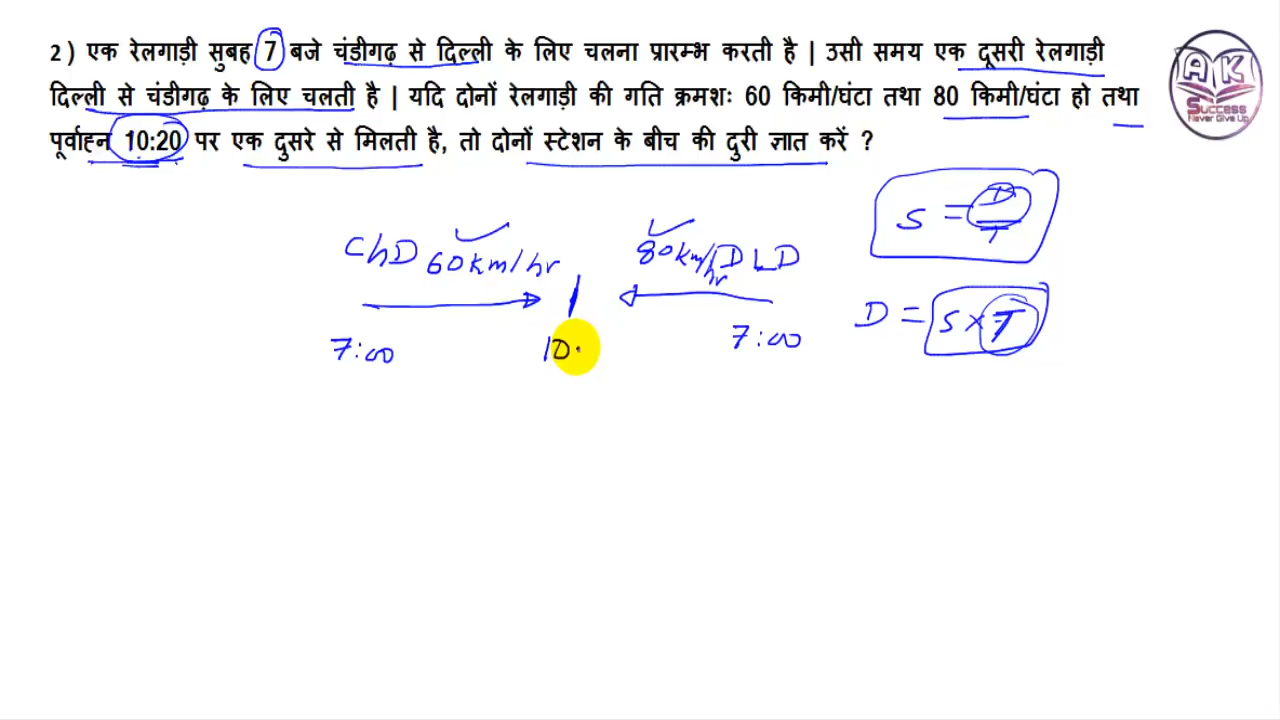 2) एक रेलगाड़ी सुबह 7 बजे चंडीगढ़ से दिल्ली के लिए चलना प्रारम्भ करती है | उसी समय एक दूसरी रेलगाड़ी
दिल्ली से चंडीगढ़ के लिए चलती है | यदि दोनों रेलगाड़ी की गति क्रमशः 60 किमी/घंटा तथा 80 किमी/घंटा हो तथा
पूर्वाह्न 10:20 पर एक दुसरे से मिलती है, तो दोनों स्टेशन के बीच की दुरी ज्ञात करें ?
AK
Success
Never Give Up
S = D/T
ChD 60km/hr 80km/hr DLD
D = S × T
7:00 10. 7:00